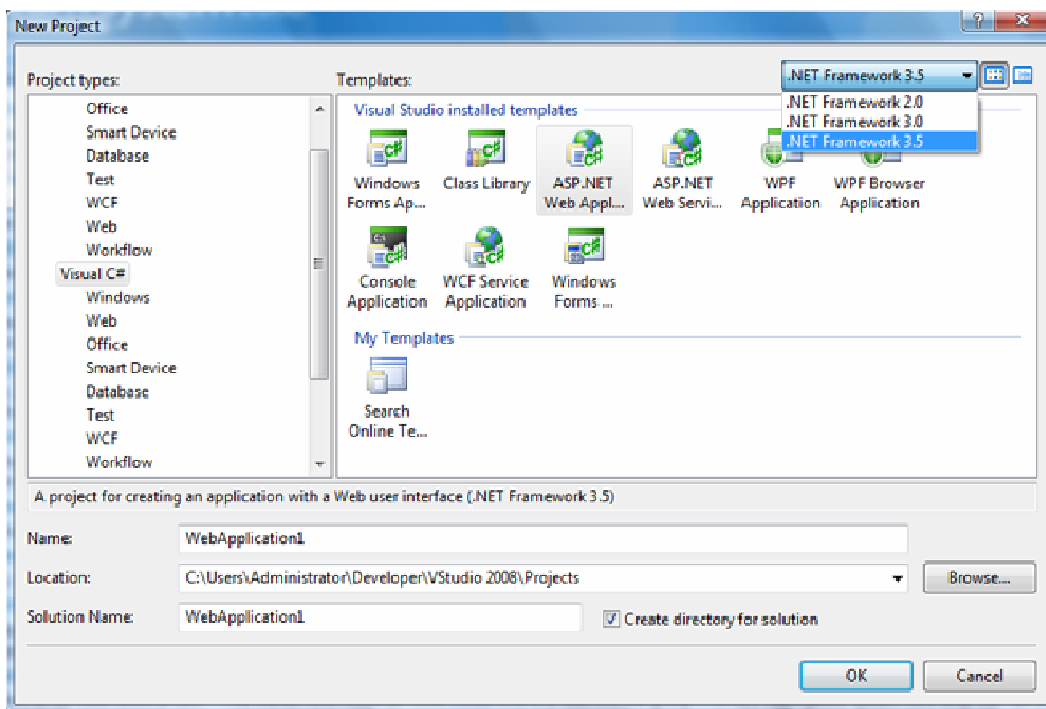 New Project
Project types:
Templates:
.NET Framework 3.5
.NET Framework 2.0
.NET Framework 3.0
.NET Framework 3.5
Office
Smart Device
Database
Test
WCF
Web
Workflow
Visual C#
Windows
Web
Office
Smart Device
Database
Test
WCF
Workflow
Visual Studio installed templates
Windows Forms Ap...
Class Library
ASP.NET Web Appl...
ASP.NET Web Servi...
WPF Application
WPF Browser Application
Console Application
WCF Service Application
Windows Forms ...
My Templates
Search Online Te...
A project for creating an application with a Web user interface (.NET Framework 3.5)
Name:
WebApplication1
Location:
C:\Users\Administrator\Developer\VStudio 2008\Projects
Browse...
Solution Name:
WebApplication1
Create directory for solution
OK
Cancel